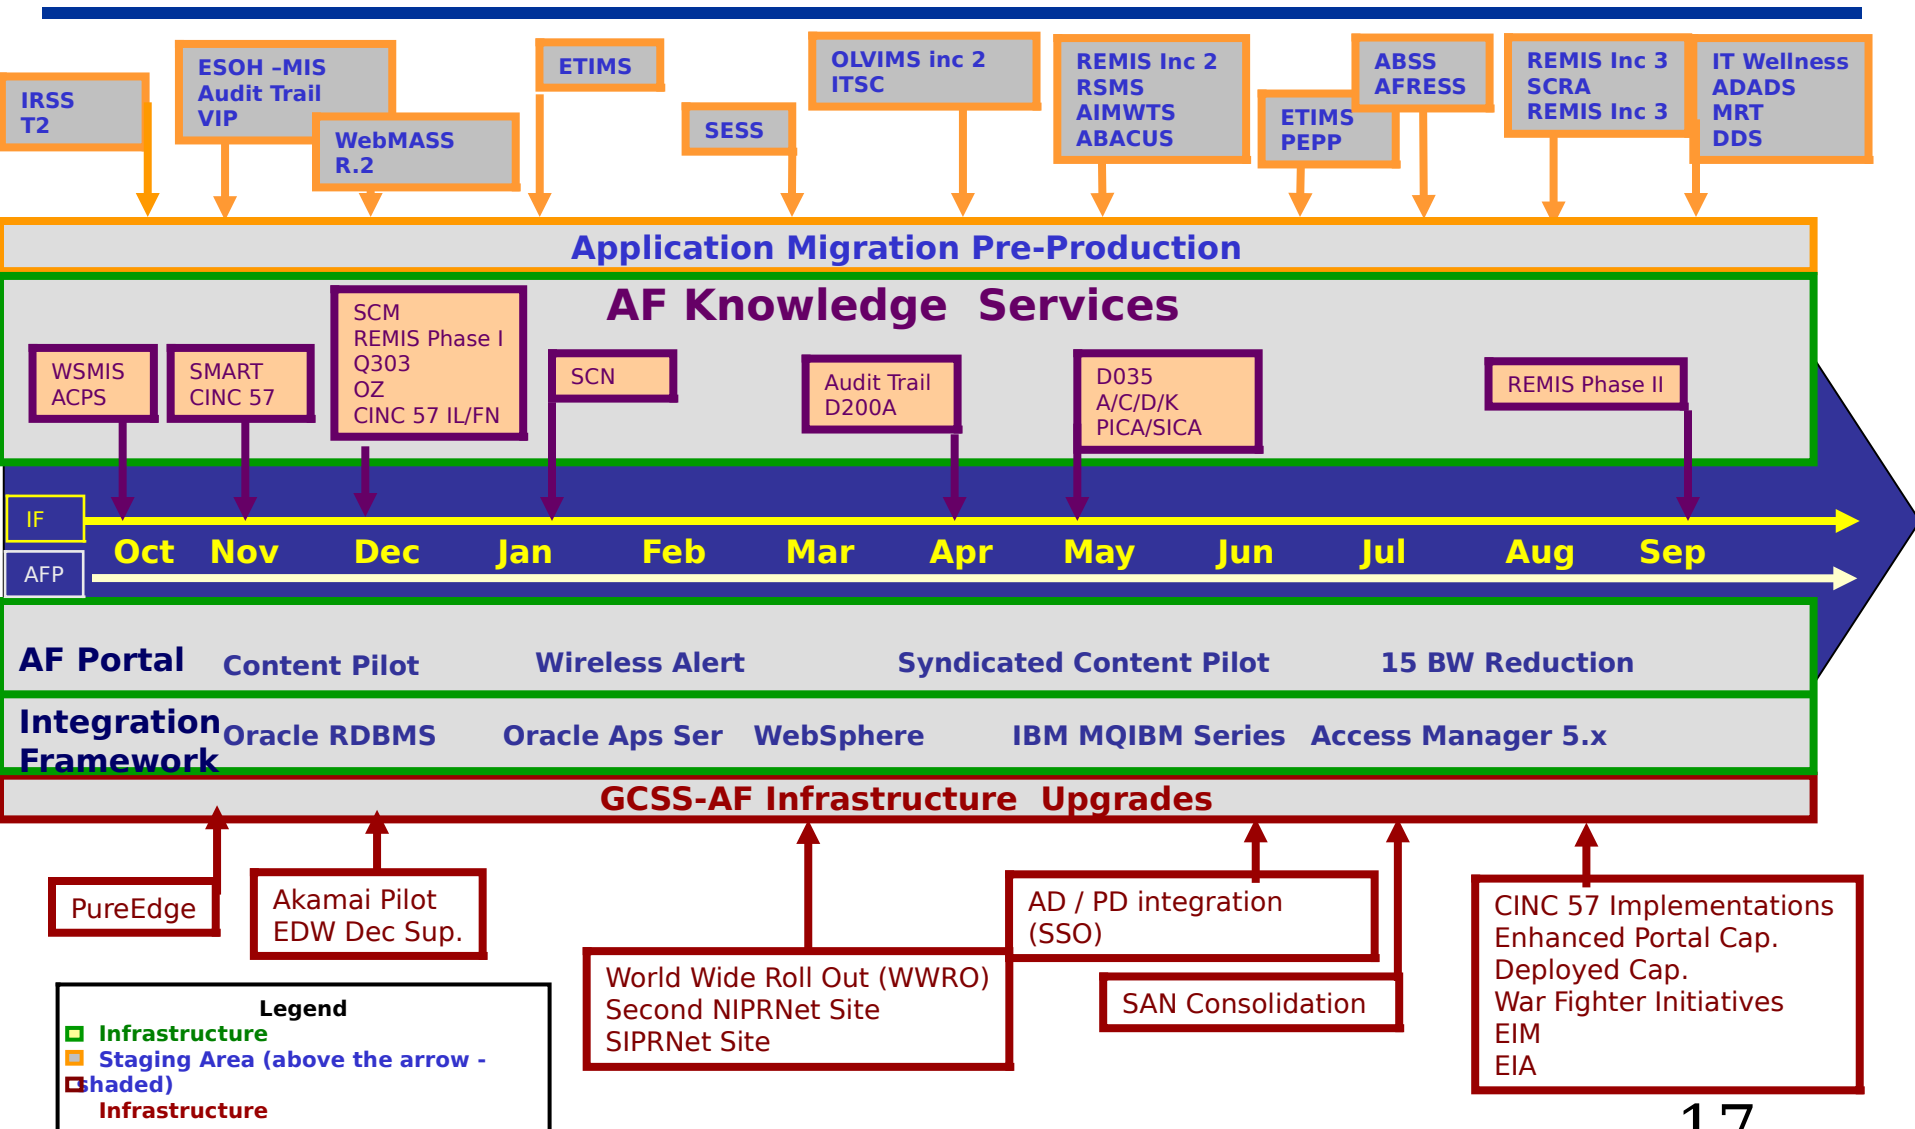 IRSS
T2
ESOH –MIS
Audit Trail
VIP
WebMASS
R.2
ETIMS
SESS
OLVIMS inc 2
ITSC
REMIS Inc 2
RSMS
AIMWTS
ABACUS
ETIMS
PEPP
ABSS
AFRESS
REMIS Inc 3
SCRA
REMIS Inc 3
IT Wellness
ADADS
MRT
DDS
Application Migration Pre-Production
AF Knowledge Services
WSMIS
ACPS
SMART
CINC 57
SCM
REMIS Phase I
Q303
OZ
CINC 57 IL/FN
SCN
Audit Trail
D200A
D035
A/C/D/K
PICA/SICA
REMIS Phase II
IF
Oct Nov Dec Jan Feb Mar Apr May Jun Jul Aug Sep
AFP
AF Portal Content Pilot Wireless Alert Syndicated Content Pilot 15 BW Reduction
Integration
Framework
Oracle RDBMS Oracle Aps Ser WebSphere IBM MQIBM Series Access Manager 5.x
GCSS-AF Infrastructure Upgrades
PureEdge
Akamai Pilot
EDW Dec Sup.
World Wide Roll Out (WWRO)
Second NIPRNet Site
SIPRNet Site
AD / PD integration
(SSO)
SAN Consolidation
CINC 57 Implementations
Enhanced Portal Cap.
Deployed Cap.
War Fighter Initiatives
EIM
EIA
Legend
Infrastructure
Staging Area (above the arrow -
shaded)
Infrastructure
17